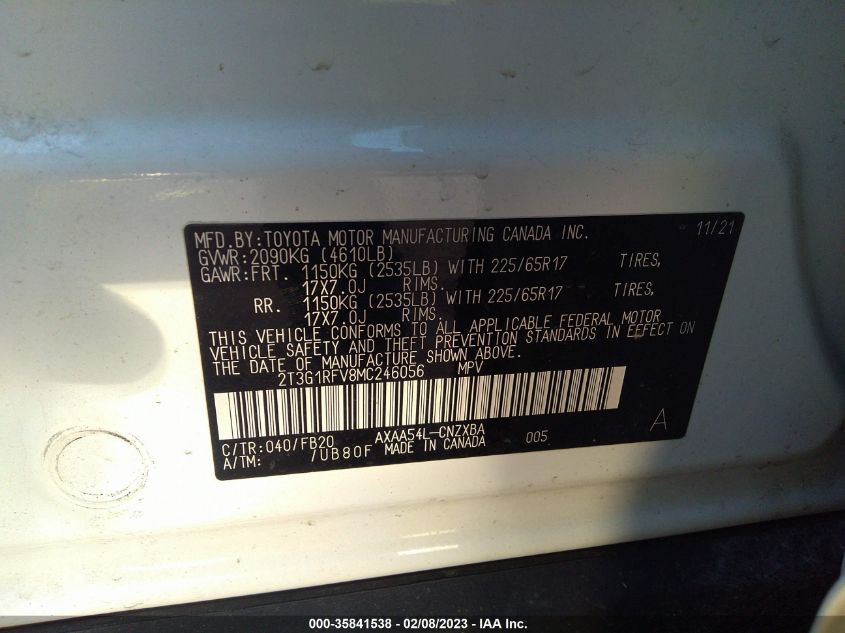 MFD.BY:TOYOTA MOTOR MANUFACTURING CANADA INC. 11/21
GVWR:2090KG (4610LB)
GAWR:FRT. 1150KG (2535LB) WITH 225/65R17 TIRES,
17X7.0J RIMS.
RR. 1150KG (2535LB) WITH 225/65R17 TIRES,
17X7.0J RIMS.
THIS VEHICLE CONFORMS TO ALL APPLICABLE FEDERAL MOTOR
VEHICLE SAFETY AND THEFT PREVENTION STANDARDS IN EFFECT ON
THE DATE OF MANUFACTURE SHOWN ABOVE.
2T3G1RFV8MC246056 MPV
C/TR:040/FB20 AXAA54L-CNZXBA 005 A
A/TM: /UB80F MADE IN CANADA
000-35841538 - 02/08/2023 - IAA Inc.